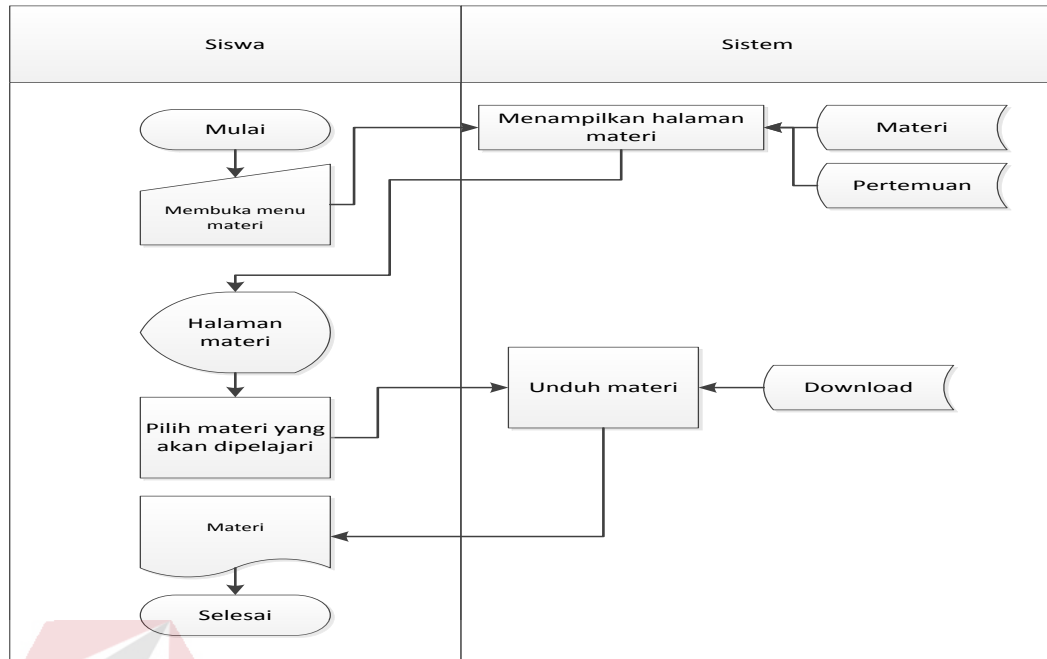 Siswa
Sistem
Mulai
Menampilkan halaman
materi
Materi
Pertemuan
Membuka menu
materi
Halaman
materi
Unduh materi
Download
Pilih materi yang
akan dipelajari
Materi
Selesai